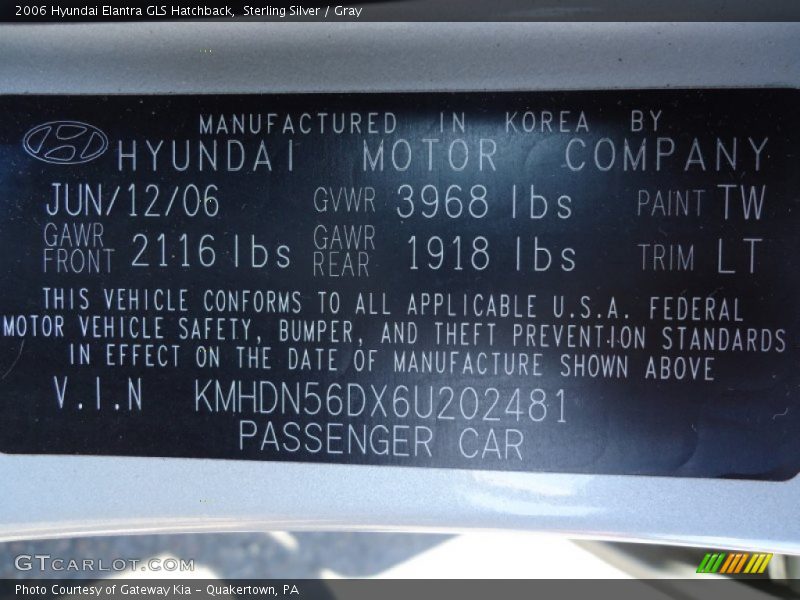 2006 Hyundai Elantra GLS Hatchback, Sterling Silver / Gray
MANUFACTURED IN KOREA BY
HYUNDAI MOTOR COMPANY
JUN/12/06 GVWR 3968 lbs PAINT TW
GAWR FRONT 2116 lbs GAWR REAR 1918 lbs TRIM LT
THIS VEHICLE CONFORMS TO ALL APPLICABLE U.S.A. FEDERAL
MOTOR VEHICLE SAFETY, BUMPER, AND THEFT PREVENTION STANDARDS
IN EFFECT ON THE DATE OF MANUFACTURE SHOWN ABOVE
V.I.N KMHDN56DX6U202481
PASSENGER CAR
GTCARLOT.COM
Photo Courtesy of Gateway Kia - Quakertown, PA